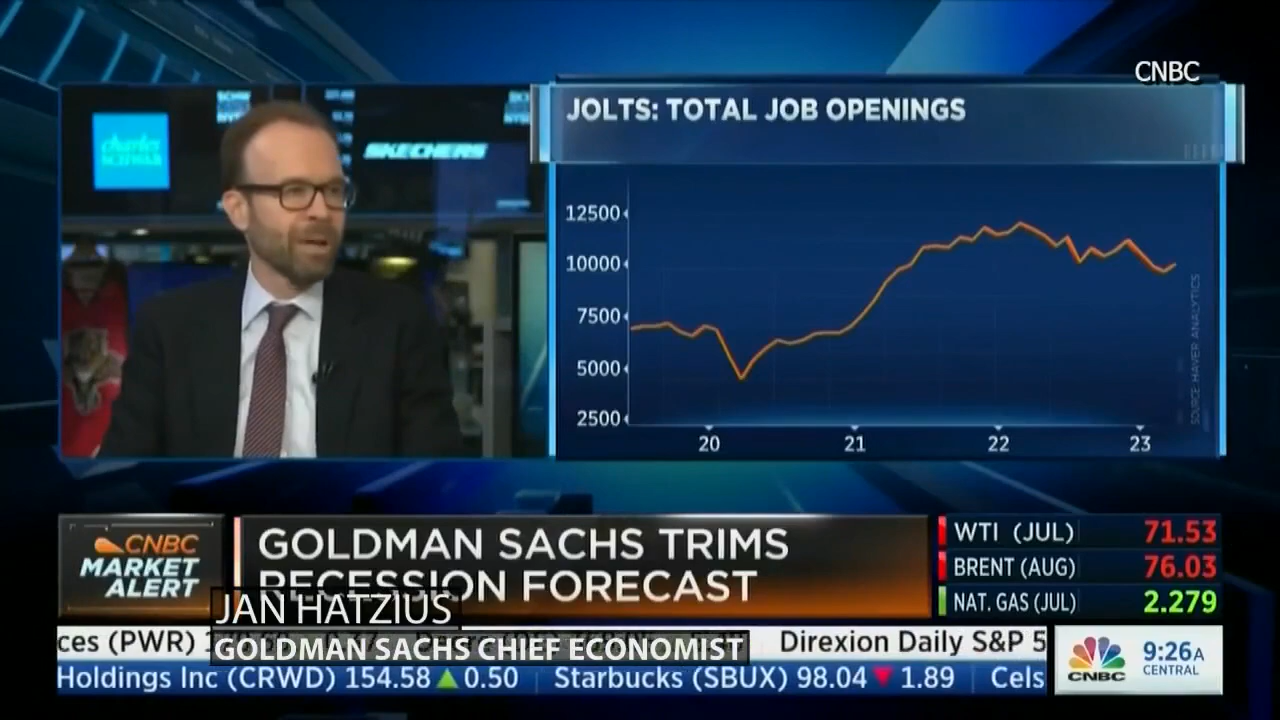 CNBC
JOLTS: TOTAL JOB OPENINGS
charles
SCHWAB
SKECHERS
12500
10000
7500
5000
2500
20 21 22 23
SOURCE: HAVER ANALYTICS
CNBC
MARKET
ALERT
GOLDMAN SACHS TRIMS
RECESSION FORECAST
JAN HATZIUS
GOLDMAN SACHS CHIEF ECONOMIST
WTI (JUL) 71.53
BRENT (AUG) 76.03
NAT. GAS (JUL) 2.279
ces (PWR) Direxion Daily S&P 5
Holdings Inc (CRWD) 154.58 ▲ 0.50 Starbucks (SBUX) 98.04 ▼ 1.89 Cels
CNBC
9:26A
CENTRAL